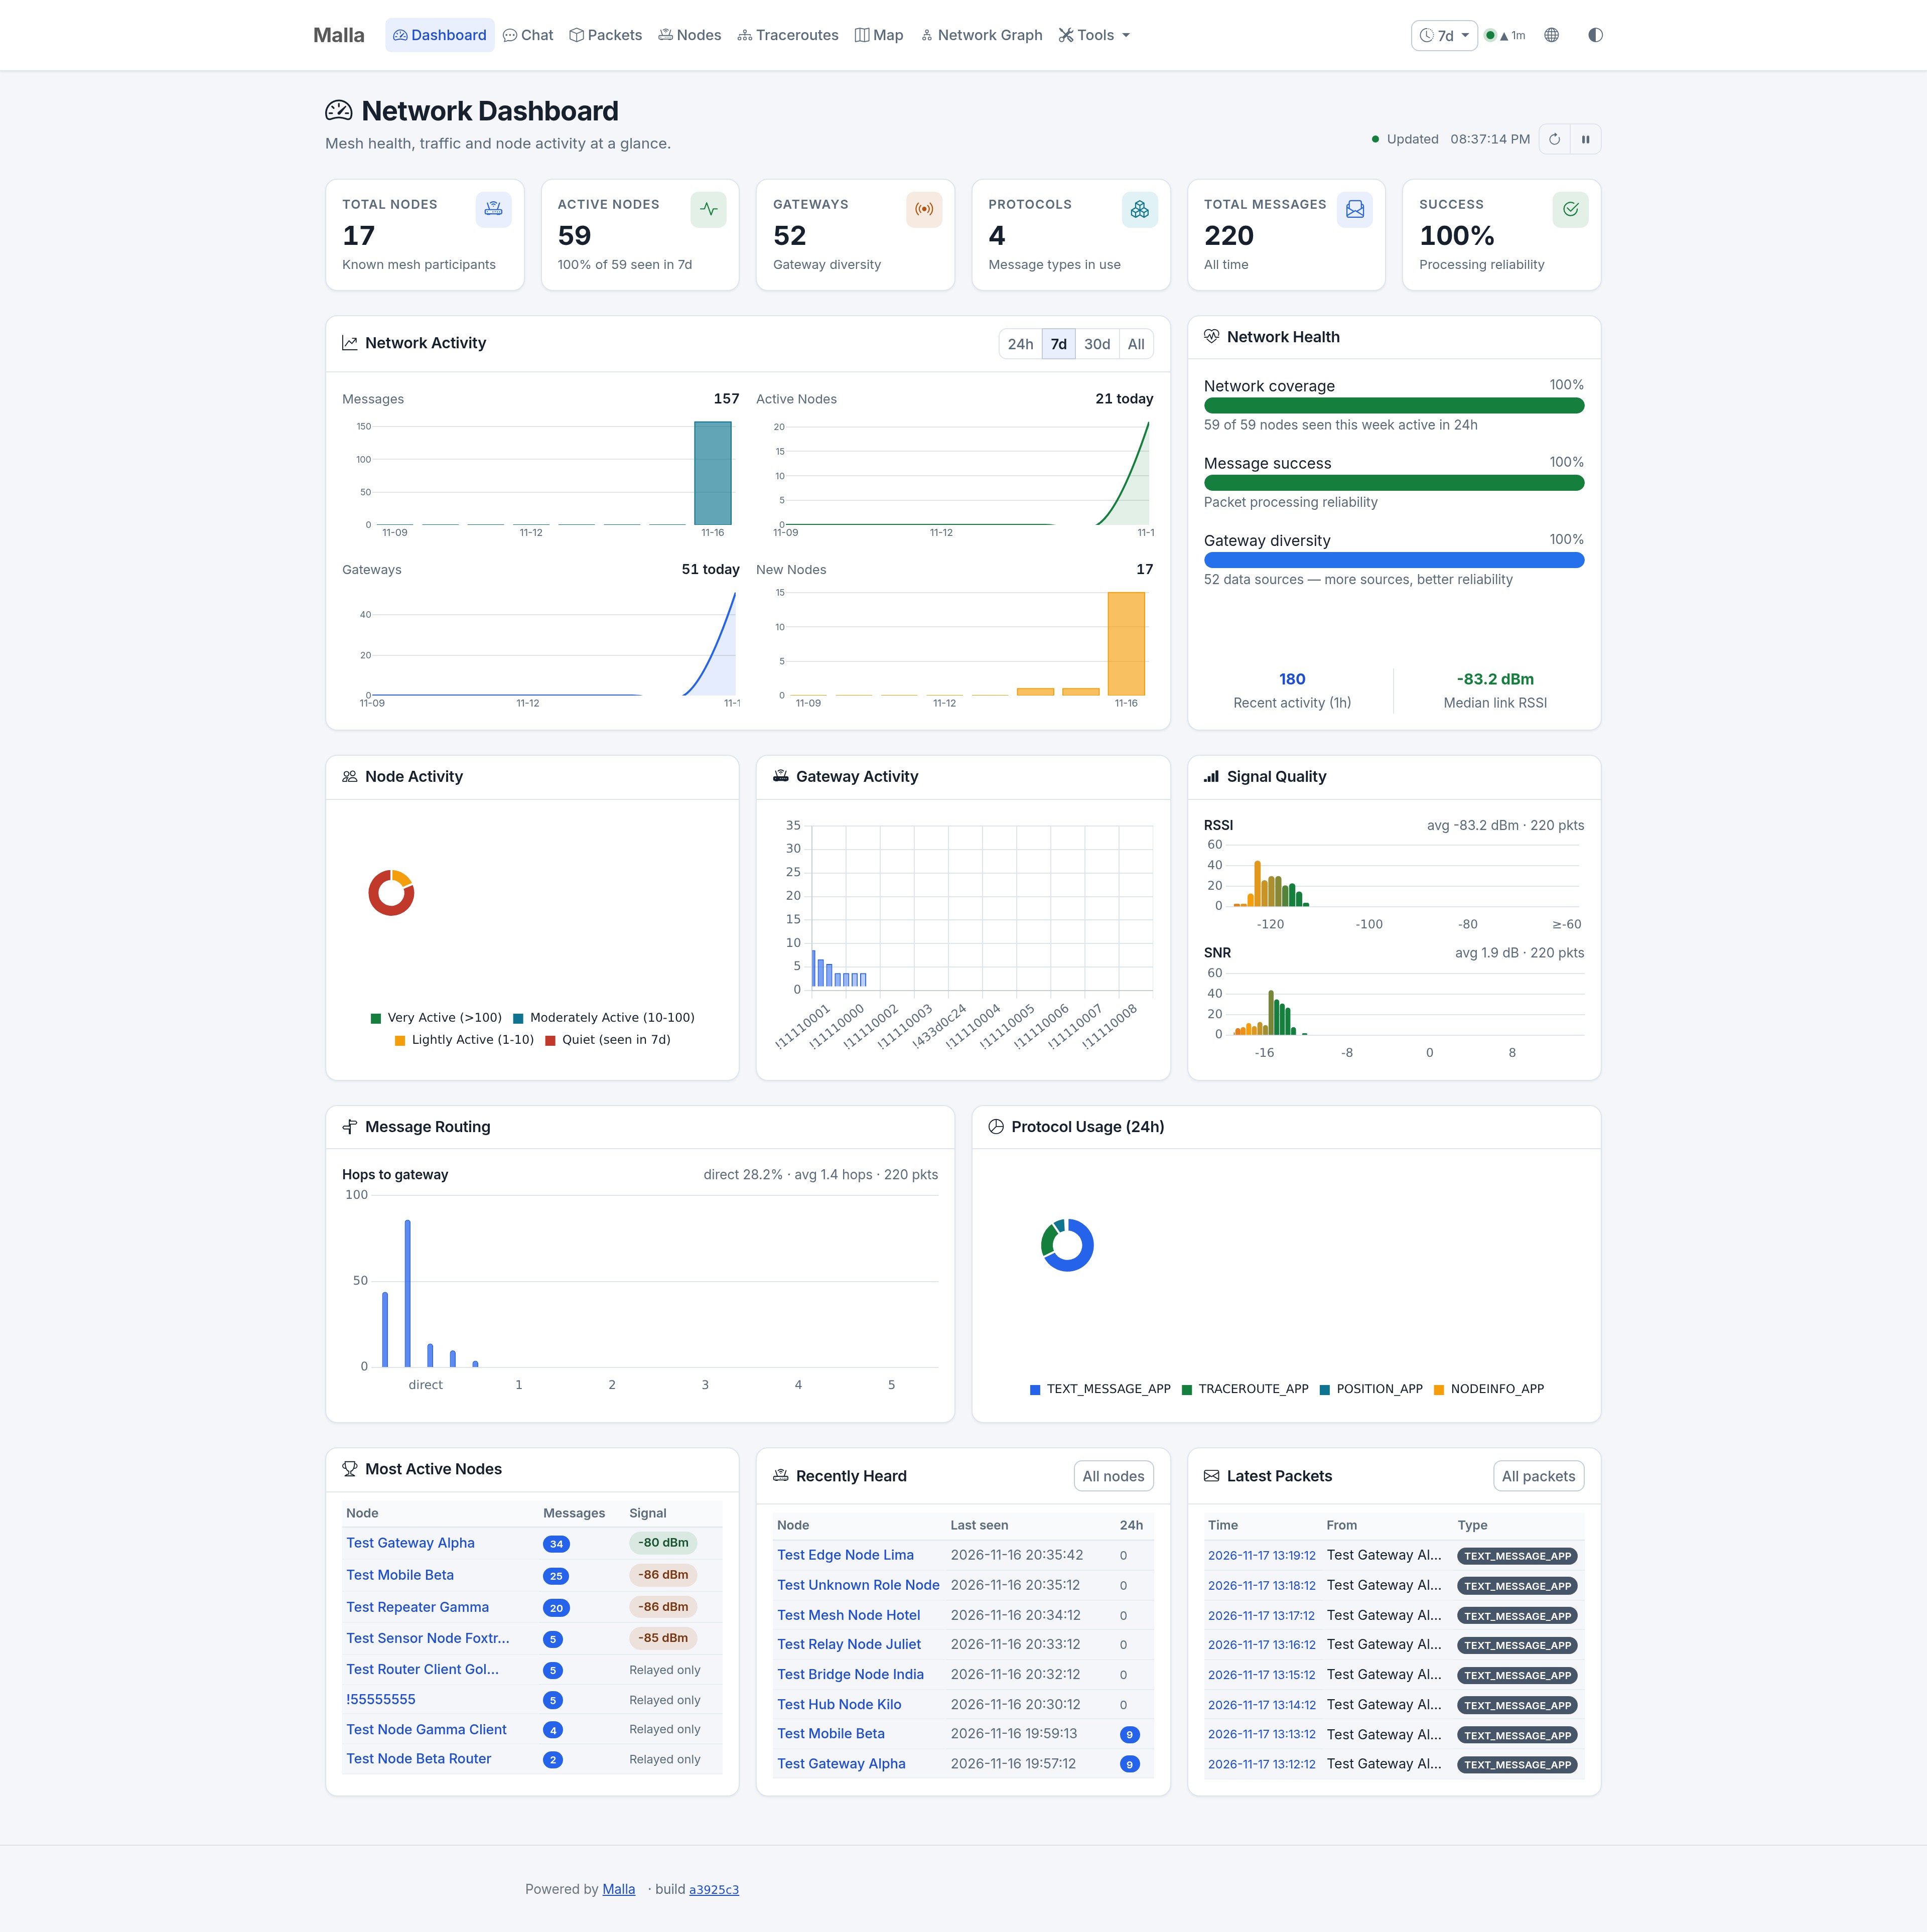 Malla Dashboard Chat Packets Nodes Traceroutes Map Network Graph Tools 7d ▲ 1m
Network Dashboard
Mesh health, traffic and node activity at a glance.
Updated 08:37:14 PM
TOTAL NODES
17
Known mesh participants
ACTIVE NODES
59
100% of 59 seen in 7d
GATEWAYS
52
Gateway diversity
PROTOCOLS
4
Message types in use
TOTAL MESSAGES
220
All time
SUCCESS
100%
Processing reliability
Network Activity
24h 7d 30d All
Messages 157
150
100
50
0
11-09 11-12 11-16
Active Nodes 21 today
20
15
10
5
0
11-09 11-12 11-1
Gateways 51 today
40
20
0
11-09 11-12 11-1
New Nodes 17
15
10
5
0
11-09 11-12 11-16
Network Health
Network coverage 100%
59 of 59 nodes seen this week active in 24h
Message success 100%
Packet processing reliability
Gateway diversity 100%
52 data sources — more sources, better reliability
180
Recent activity (1h)
-83.2 dBm
Median link RSSI
Node Activity
Very Active (>100) Moderately Active (10-100)
Lightly Active (1-10) Quiet (seen in 7d)
Gateway Activity
35
30
25
20
15
10
5
0
!11110001 !11110000 !11110002 !11110003 !433d0c24 !11110004 !11110005 !11110006 !11110007 !11110008
Signal Quality
RSSI avg -83.2 dBm · 220 pkts
60
40
20
0
-120 -100 -80 ≥-60
SNR avg 1.9 dB · 220 pkts
60
40
20
0
-16 -8 0 8
Message Routing
Hops to gateway direct 28.2% · avg 1.4 hops · 220 pkts
100
50
0
direct 1 2 3 4 5
Protocol Usage (24h)
TEXT_MESSAGE_APP TRACEROUTE_APP POSITION_APP NODEINFO_APP
Most Active Nodes
Node Messages Signal
Test Gateway Alpha 34 -80 dBm
Test Mobile Beta 25 -86 dBm
Test Repeater Gamma 20 -86 dBm
Test Sensor Node Foxtr... 5 -85 dBm
Test Router Client Gol... 5 Relayed only
!55555555 5 Relayed only
Test Node Gamma Client 4 Relayed only
Test Node Beta Router 2 Relayed only
Recently Heard All nodes
Node Last seen 24h
Test Edge Node Lima 2026-11-16 20:35:42 0
Test Unknown Role Node 2026-11-16 20:35:12 0
Test Mesh Node Hotel 2026-11-16 20:34:12 0
Test Relay Node Juliet 2026-11-16 20:33:12 0
Test Bridge Node India 2026-11-16 20:32:12 0
Test Hub Node Kilo 2026-11-16 20:30:12 0
Test Mobile Beta 2026-11-16 19:59:13 9
Test Gateway Alpha 2026-11-16 19:57:12 9
Latest Packets All packets
Time From Type
2026-11-17 13:19:12 Test Gateway Al... TEXT_MESSAGE_APP
2026-11-17 13:18:12 Test Gateway Al... TEXT_MESSAGE_APP
2026-11-17 13:17:12 Test Gateway Al... TEXT_MESSAGE_APP
2026-11-17 13:16:12 Test Gateway Al... TEXT_MESSAGE_APP
2026-11-17 13:15:12 Test Gateway Al... TEXT_MESSAGE_APP
2026-11-17 13:14:12 Test Gateway Al... TEXT_MESSAGE_APP
2026-11-17 13:13:12 Test Gateway Al... TEXT_MESSAGE_APP
2026-11-17 13:12:12 Test Gateway Al... TEXT_MESSAGE_APP
Powered by Malla · build a3925c3